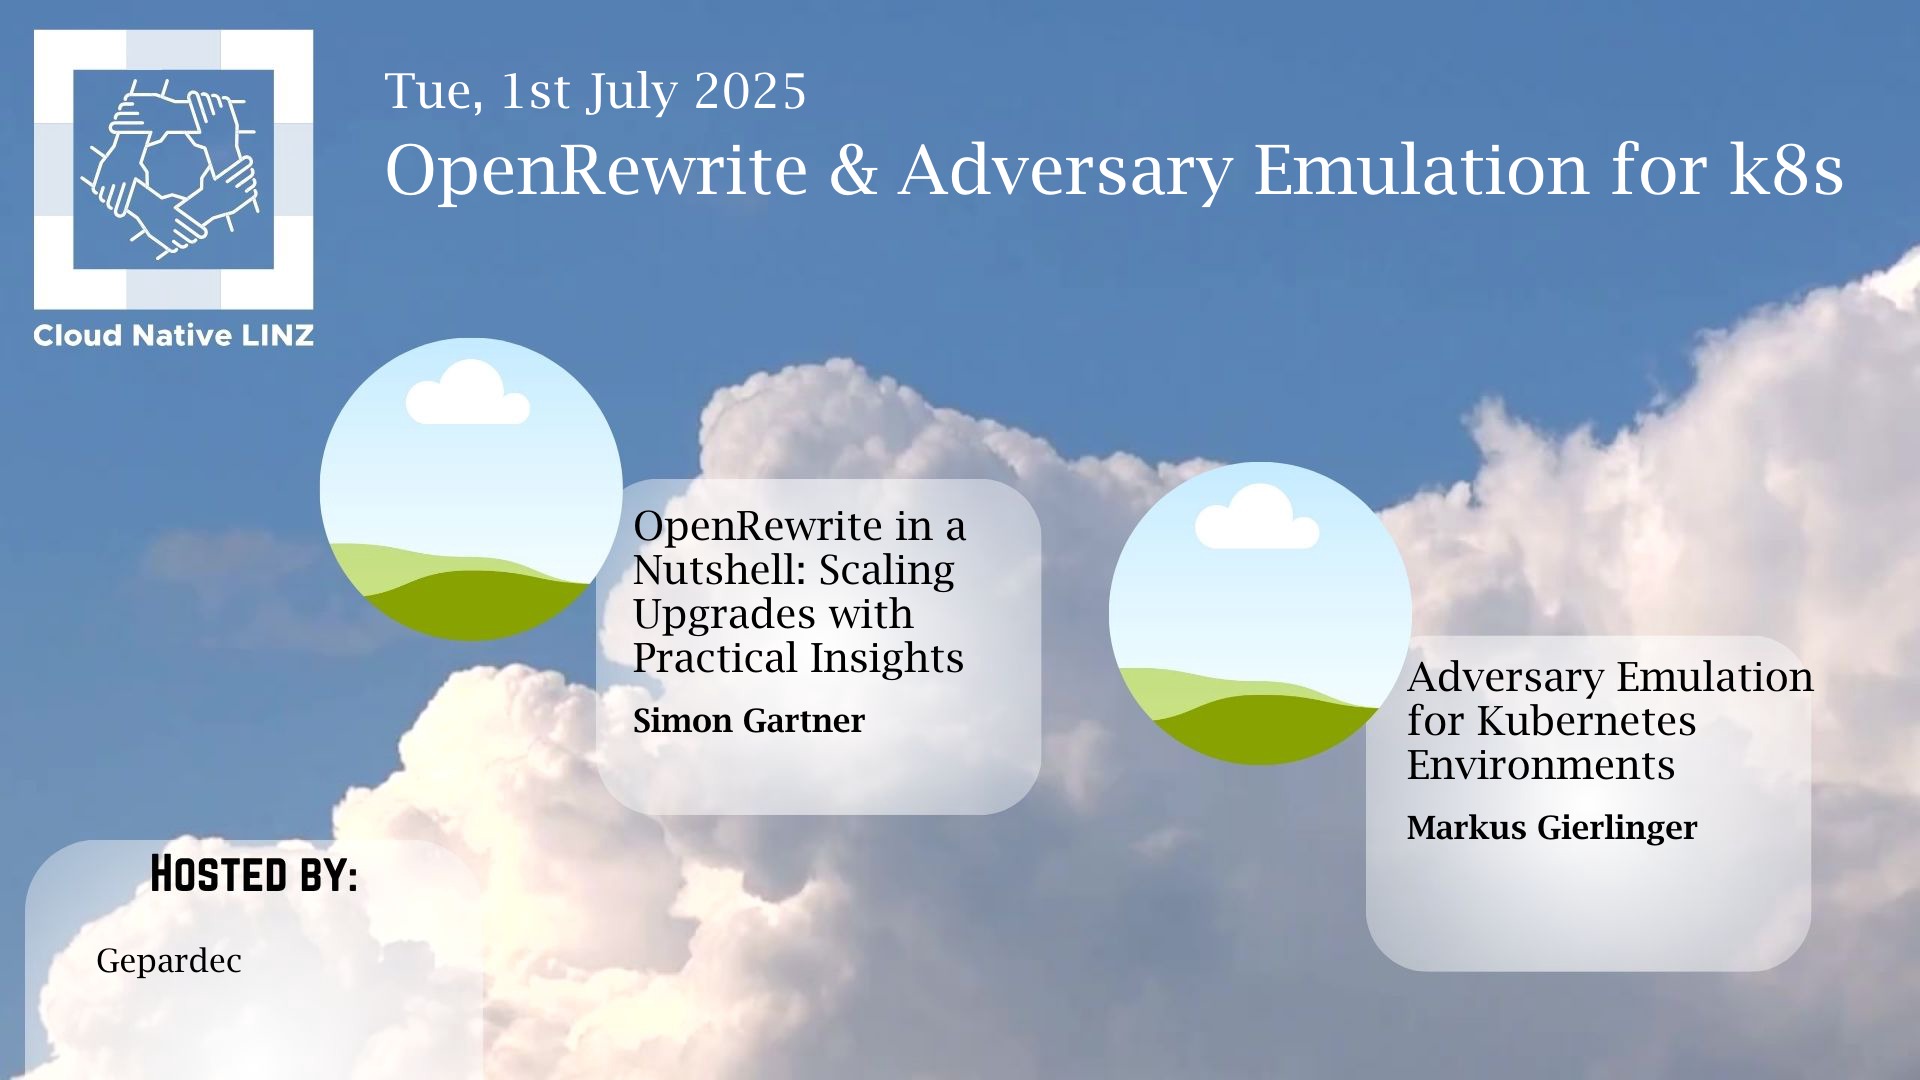 Tue, 1st July 2025
OpenRewrite & Adversary Emulation for k8s
Cloud Native LINZ
OpenRewrite in a
Nutshell: Scaling
Upgrades with
Practical Insights
Simon Gartner
Adversary Emulation
for Kubernetes
Environments
Markus Gierlinger
Hosted by:
Gepardec